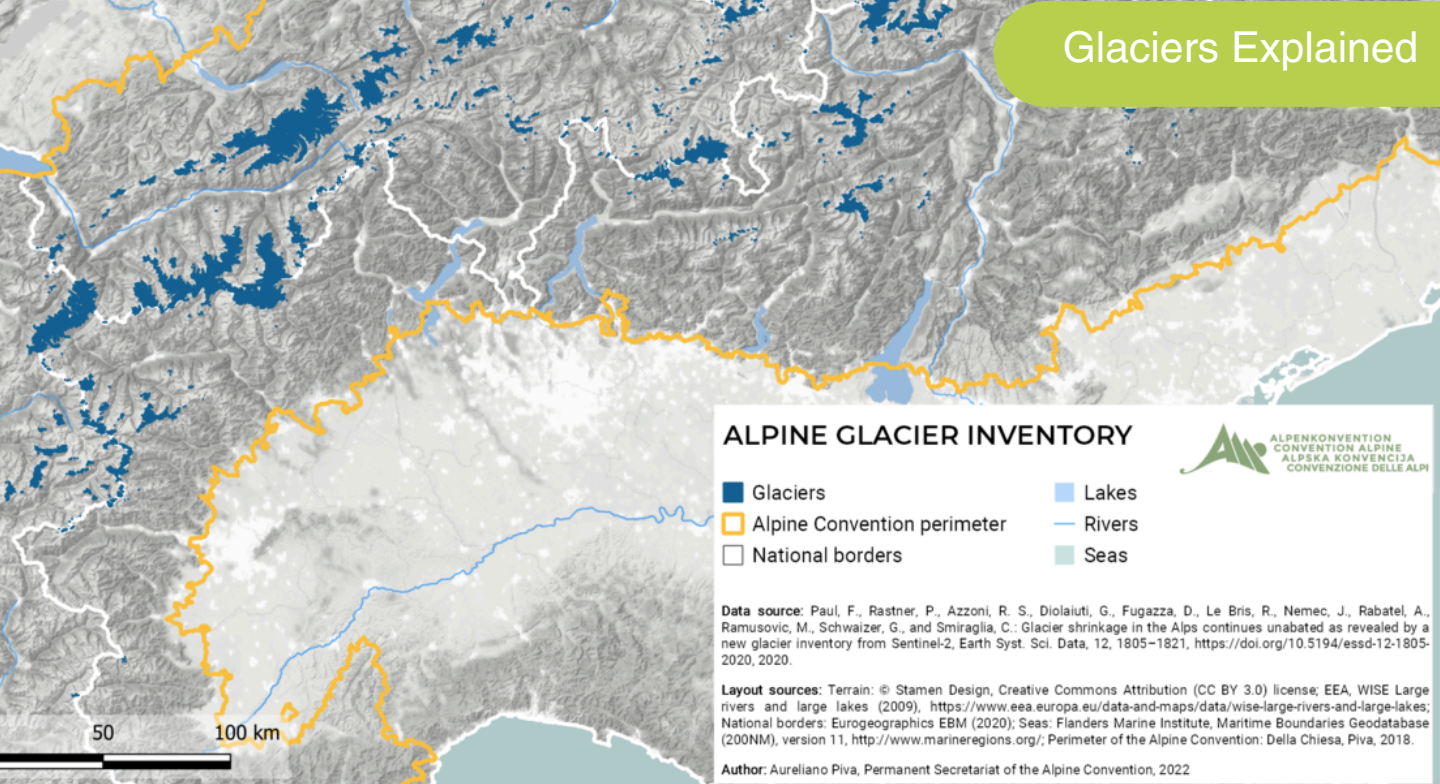 Glaciers Explained
ALPINE GLACIER INVENTORY
ALPENKONVENTION
CONVENTION ALPINE
ALPSKA KONVENCIJA
CONVENZIONE DELLE ALPI
Glaciers
Lakes
Alpine Convention perimeter
Rivers
National borders
Seas
Data source: Paul, F., Rastner, P., Azzoni, R. S., Diolaiuti, G., Fugazza, D., Le Bris, R., Nemec, J., Rabatel, A.,
Ramusovic, M., Schwaizer, G., and Smiraglia, C.: Glacier shrinkage in the Alps continues unabated as revealed by a
new glacier inventory from Sentinel-2, Earth Syst. Sci. Data, 12, 1805–1821, https://doi.org/10.5194/essd-12-1805-
2020, 2020.
Layout sources: Terrain: © Stamen Design, Creative Commons Attribution (CC BY 3.0) license; EEA, WISE Large
rivers and large lakes (2009), https://www.eea.europa.eu/data-and-maps/data/wise-large-rivers-and-large-lakes;
National borders: Eurogeographics EBM (2020); Seas: Flanders Marine Institute, Maritime Boundaries Geodatabase
(200NM), version 11, http://www.marineregions.org/; Perimeter of the Alpine Convention: Della Chiesa, Piva, 2018.
Author: Aureliano Piva, Permanent Secretariat of the Alpine Convention, 2022
50 100 km